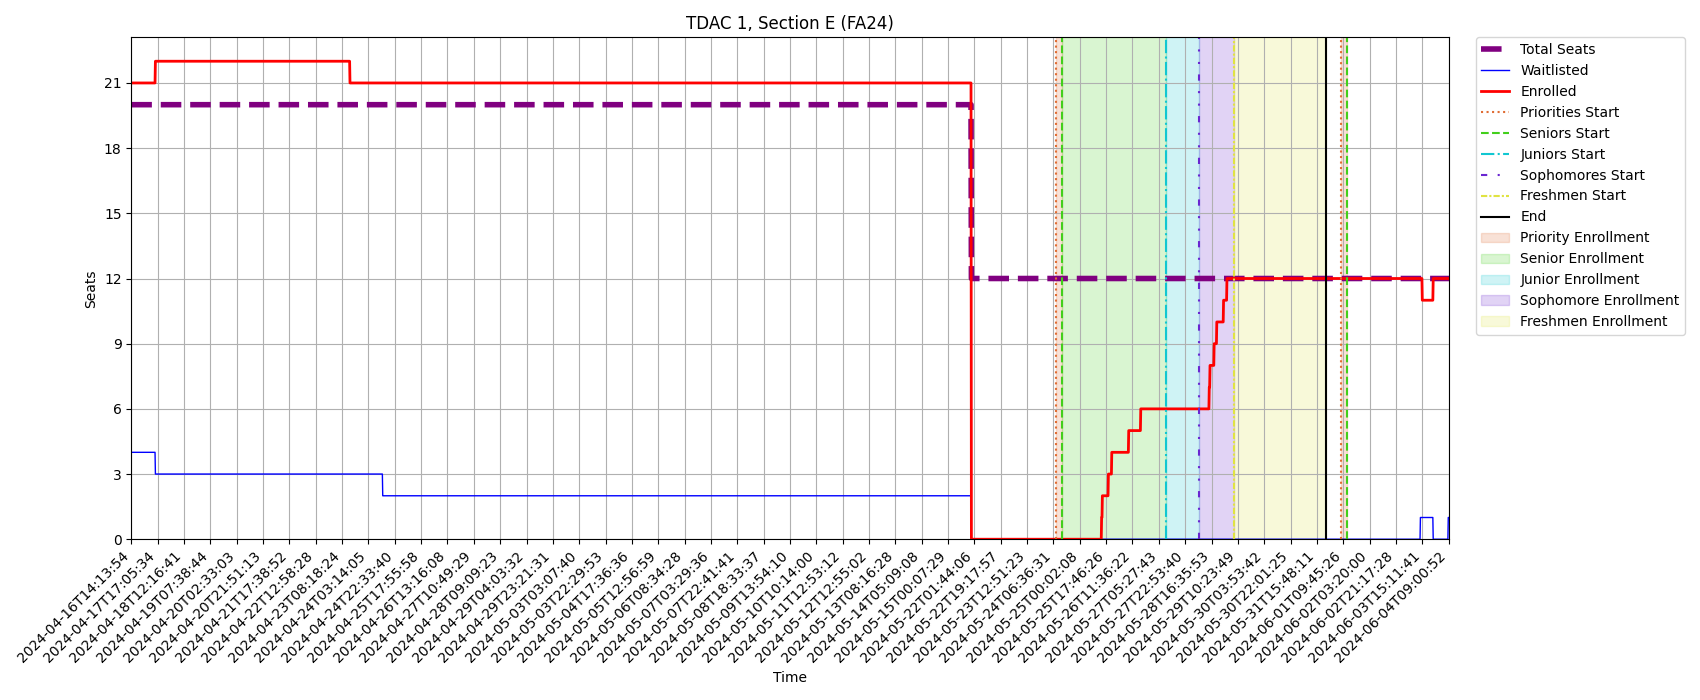 TDAC 1, Section E (FA24)
Seats
21
18
15
12
9
6
3
0
2024-04-16T14:13:54
2024-04-17T17:05:34
2024-04-18T12:16:41
2024-04-19T07:38:44
2024-04-20T02:33:03
2024-04-20T21:51:13
2024-04-21T17:38:52
2024-04-22T12:58:28
2024-04-23T08:18:24
2024-04-24T03:14:05
2024-04-24T22:33:40
2024-04-25T17:55:58
2024-04-26T13:16:08
2024-04-27T10:49:29
2024-04-28T09:09:23
2024-04-29T04:03:32
2024-04-29T23:21:31
2024-05-03T03:07:40
2024-05-03T22:29:53
2024-05-04T17:36:36
2024-05-05T12:56:59
2024-05-06T08:34:28
2024-05-07T03:29:36
2024-05-07T22:41:41
2024-05-08T18:33:37
2024-05-09T13:54:10
2024-05-10T10:14:00
2024-05-11T12:53:12
2024-05-12T12:55:02
2024-05-13T08:16:28
2024-05-14T05:09:08
2024-05-15T00:07:29
2024-05-22T01:44:06
2024-05-22T19:17:57
2024-05-23T12:51:23
2024-05-24T06:36:31
2024-05-25T00:02:08
2024-05-25T17:46:26
2024-05-26T11:36:22
2024-05-27T05:27:43
2024-05-27T22:53:40
2024-05-28T16:35:53
2024-05-29T10:23:49
2024-05-30T03:53:42
2024-05-30T22:01:25
2024-05-31T15:48:11
2024-06-01T09:45:26
2024-06-02T03:20:00
2024-06-02T21:17:28
2024-06-03T15:11:41
2024-06-04T09:00:52
Time
Total Seats
Waitlisted
Enrolled
Priorities Start
Seniors Start
Juniors Start
Sophomores Start
Freshmen Start
End
Priority Enrollment
Senior Enrollment
Junior Enrollment
Sophomore Enrollment
Freshmen Enrollment